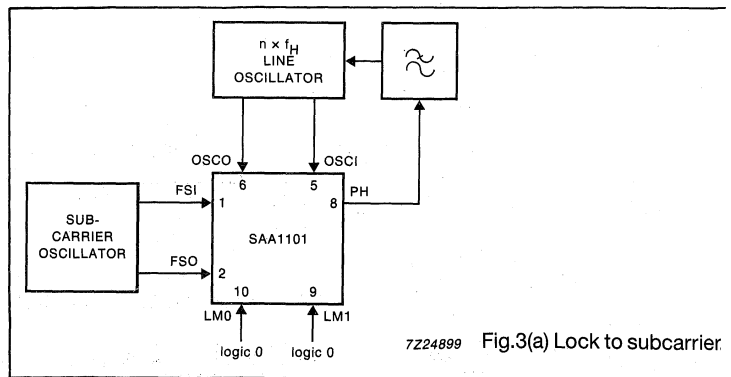 n × fH
LINE
OSCILLATOR
OSCO
OSCI
6
5
PH
FSI
1
8
SUB-
CARRIER
OSCILLATOR
SAA1101
FSO
2
10
9
LM0
LM1
logic 0
logic 0
7Z24899
Fig.3(a) Lock to subcarrier.